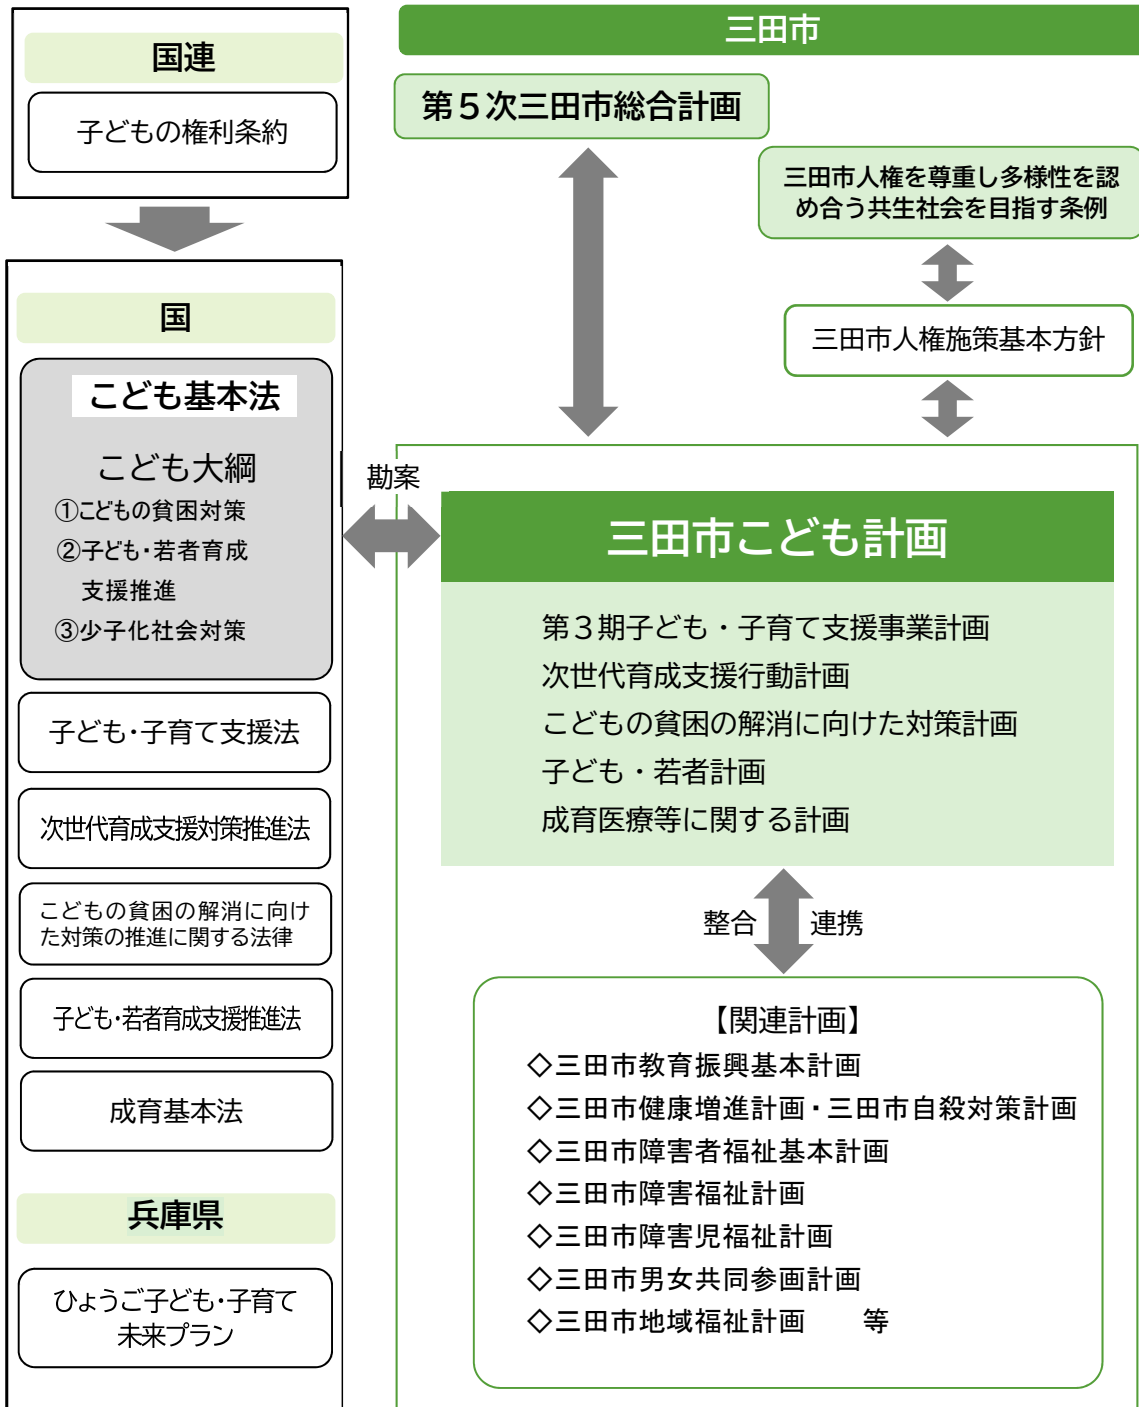 国連
子どもの権利条約
国
こども基本法
こども大綱
①こどもの貧困対策
②子ども・若者育成
支援推進
③少子化社会対策
子ども・子育て支援法
次世代育成支援対策推進法
こどもの貧困の解消に向け
た対策の推進に関する法律
子ども・若者育成支援推進法
成育基本法
兵庫県
ひょうご子ども・子育て
未来プラン
三田市
第５次三田市総合計画
三田市人権を尊重し多様性を認
め合う共生社会を目指す条例
三田市人権施策基本方針
勘案
三田市こども計画
第３期子ども・子育て支援事業計画
次世代育成支援行動計画
こどもの貧困の解消に向けた対策計画
子ども・若者計画
成育医療等に関する計画
整合 連携
【関連計画】
◇三田市教育振興基本計画
◇三田市健康増進計画・三田市自殺対策計画
◇三田市障害者福祉基本計画
◇三田市障害福祉計画
◇三田市障害児福祉計画
◇三田市男女共同参画計画
◇三田市地域福祉計画　　等